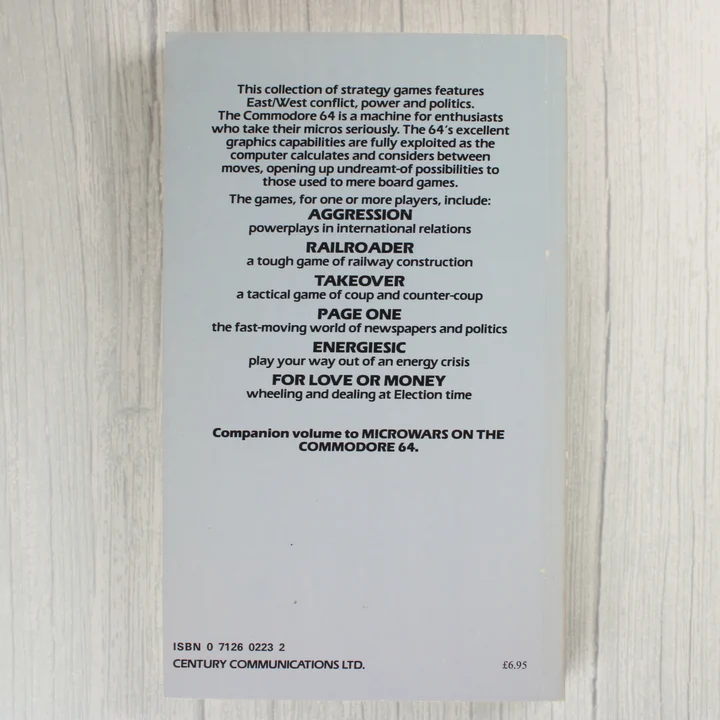 This collection of strategy games features
East/West conflict, power and politics.
The Commodore 64 is a machine for enthusiasts
who take their micros seriously. The 64's excellent
graphics capabilities are fully exploited as the
computer calculates and considers between
moves, opening up undreamt-of possibilities to
those used to mere board games.
The games, for one or more players, include:
AGGRESSION
powerplays in international relations
RAILROADER
a tough game of railway construction
TAKEOVER
a tactical game of coup and counter-coup
PAGE ONE
the fast-moving world of newspapers and politics
ENERGIESIC
play your way out of an energy crisis
FOR LOVE OR MONEY
wheeling and dealing at Election time
Companion volume to MICROWARS ON THE
COMMODORE 64.
ISBN 0 7126 0223 2
CENTURY COMMUNICATIONS LTD.
£6.95